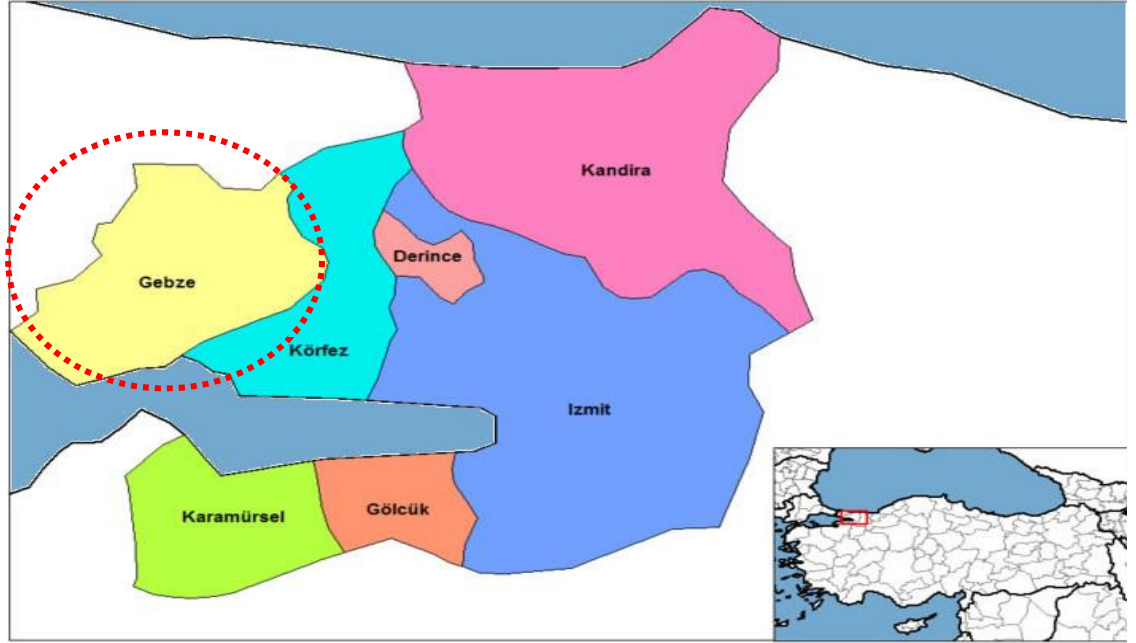 Kandira
Derince
Gebze
Körfez
Izmit
Karamürsel
Gölcük